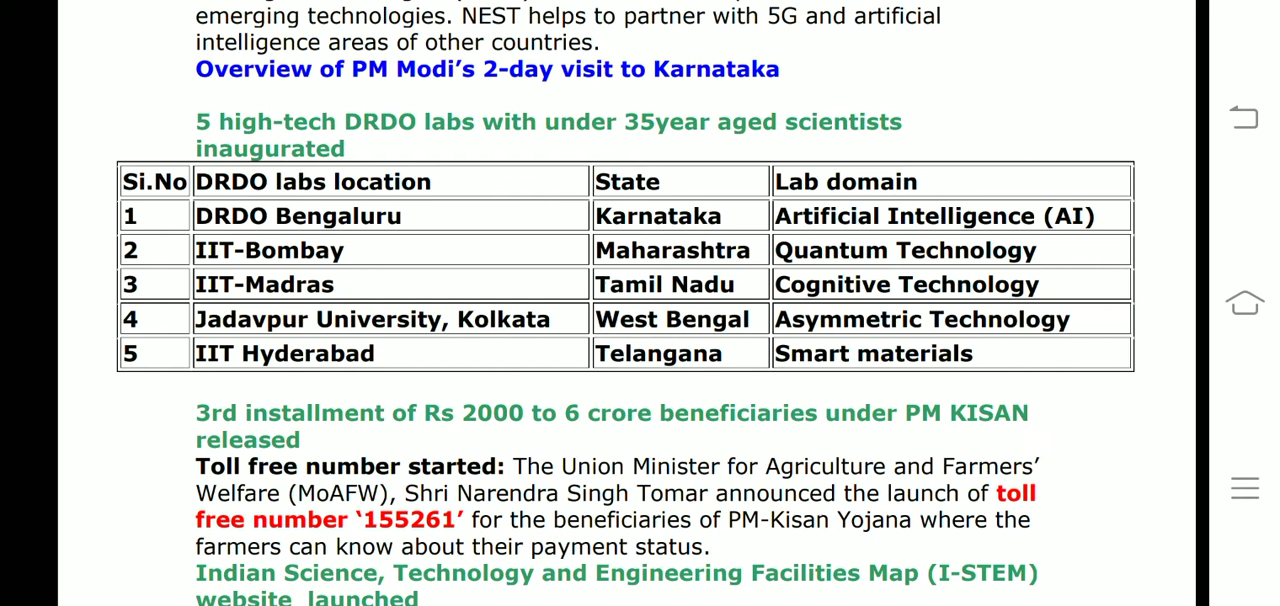 emerging technologies. NEST helps to partner with 5G and artificial
intelligence areas of other countries.
Overview of PM Modi's 2-day visit to Karnataka
5 high-tech DRDO labs with under 35year aged scientists
inaugurated
Si.No DRDO labs location State Lab domain
1 DRDO Bengaluru Karnataka Artificial Intelligence (AI)
2 IIT-Bombay Maharashtra Quantum Technology
3 IIT-Madras Tamil Nadu Cognitive Technology
4 Jadavpur University, Kolkata West Bengal Asymmetric Technology
5 IIT Hyderabad Telangana Smart materials
3rd installment of Rs 2000 to 6 crore beneficiaries under PM KISAN
released
Toll free number started: The Union Minister for Agriculture and Farmers'
Welfare (MoAFW), Shri Narendra Singh Tomar announced the launch of toll
free number ‘155261’ for the beneficiaries of PM-Kisan Yojana where the
farmers can know about their payment status.
Indian Science, Technology and Engineering Facilities Map (I-STEM)
website launched